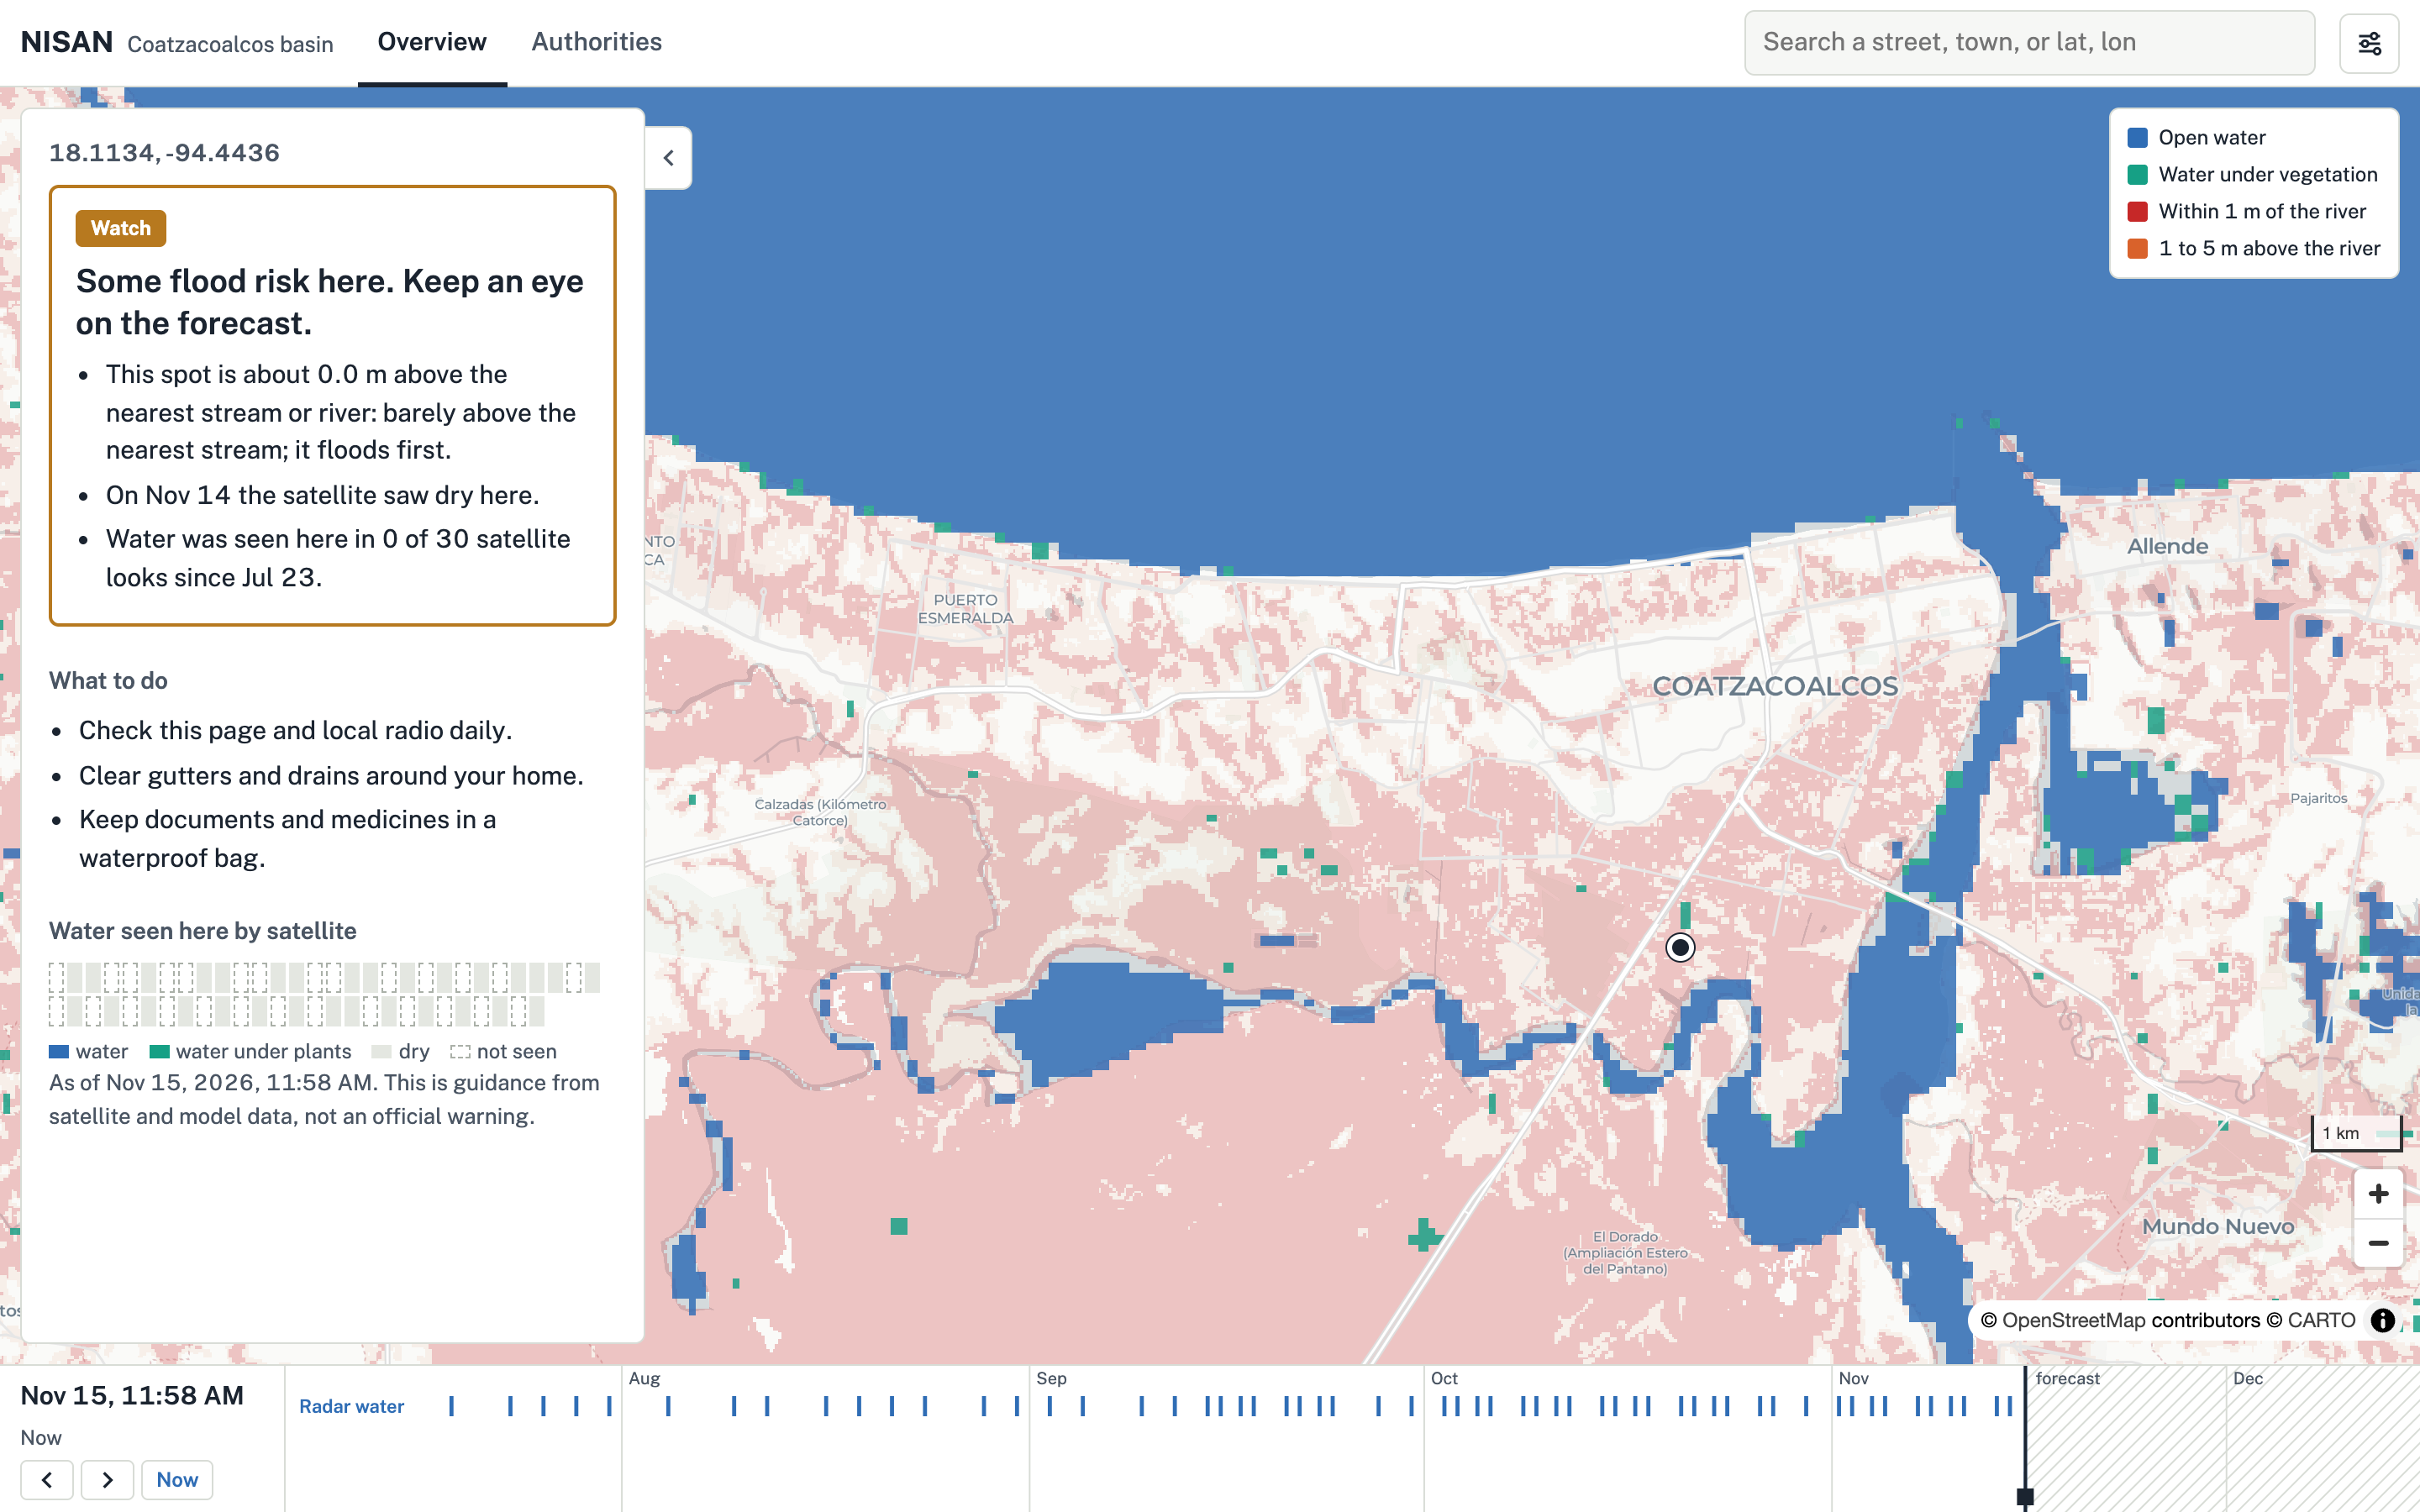 NISAN Coatzacoalcos basin Overview Authorities Search a street, town, or lat, lon
18.1134, -94.4436
Watch
Some flood risk here. Keep an eye
on the forecast.
This spot is about 0.0 m above the
nearest stream or river: barely above the
nearest stream; it floods first.
On Nov 14 the satellite saw dry here.
Water was seen here in 0 of 30 satellite
looks since Jul 23.
What to do
Check this page and local radio daily.
Clear gutters and drains around your home.
Keep documents and medicines in a
waterproof bag.
Water seen here by satellite
water water under plants dry not seen
As of Nov 15, 2026, 11:58 AM. This is guidance from
satellite and model data, not an official warning.
Open water
Water under vegetation
Within 1 m of the river
1 to 5 m above the river
NTO
CA
PUERTO
ESMERALDA
Allende
COATZACOALCOS
Calzadas (Kilómetro
Catorce)
Pajaritos
Unida
la
1 km
Mundo Nuevo
El Dorado
(Ampliación Estero
del Pantano)
tos
© OpenStreetMap contributors © CARTO
Nov 15, 11:58 AM
Now
Now
Radar water
Aug Sep Oct Nov forecast Dec